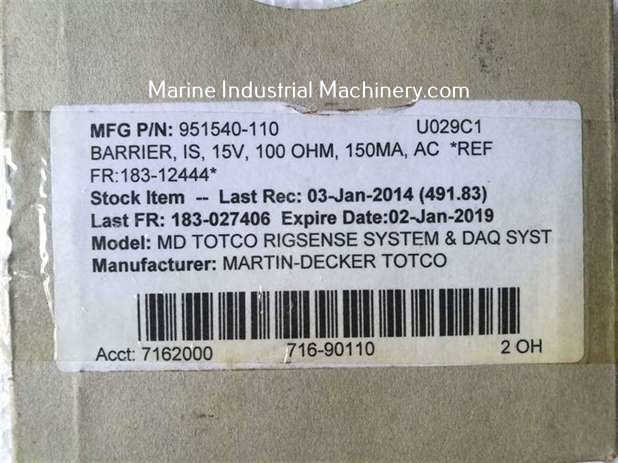 Marine Industrial Machinery.com
MFG P/N: 951540-110 U029C1
BARRIER, IS, 15V, 100 OHM, 150MA, AC *REF
FR:183-12444*
Stock Item -- Last Rec: 03-Jan-2014 (491.83)
Last FR: 183-027406 Expire Date:02-Jan-2019
Model: MD TOTCO RIGSENSE SYSTEM & DAQ SYST
Manufacturer: MARTIN-DECKER TOTCO
Acct: 7162000 716-90110 2 OH